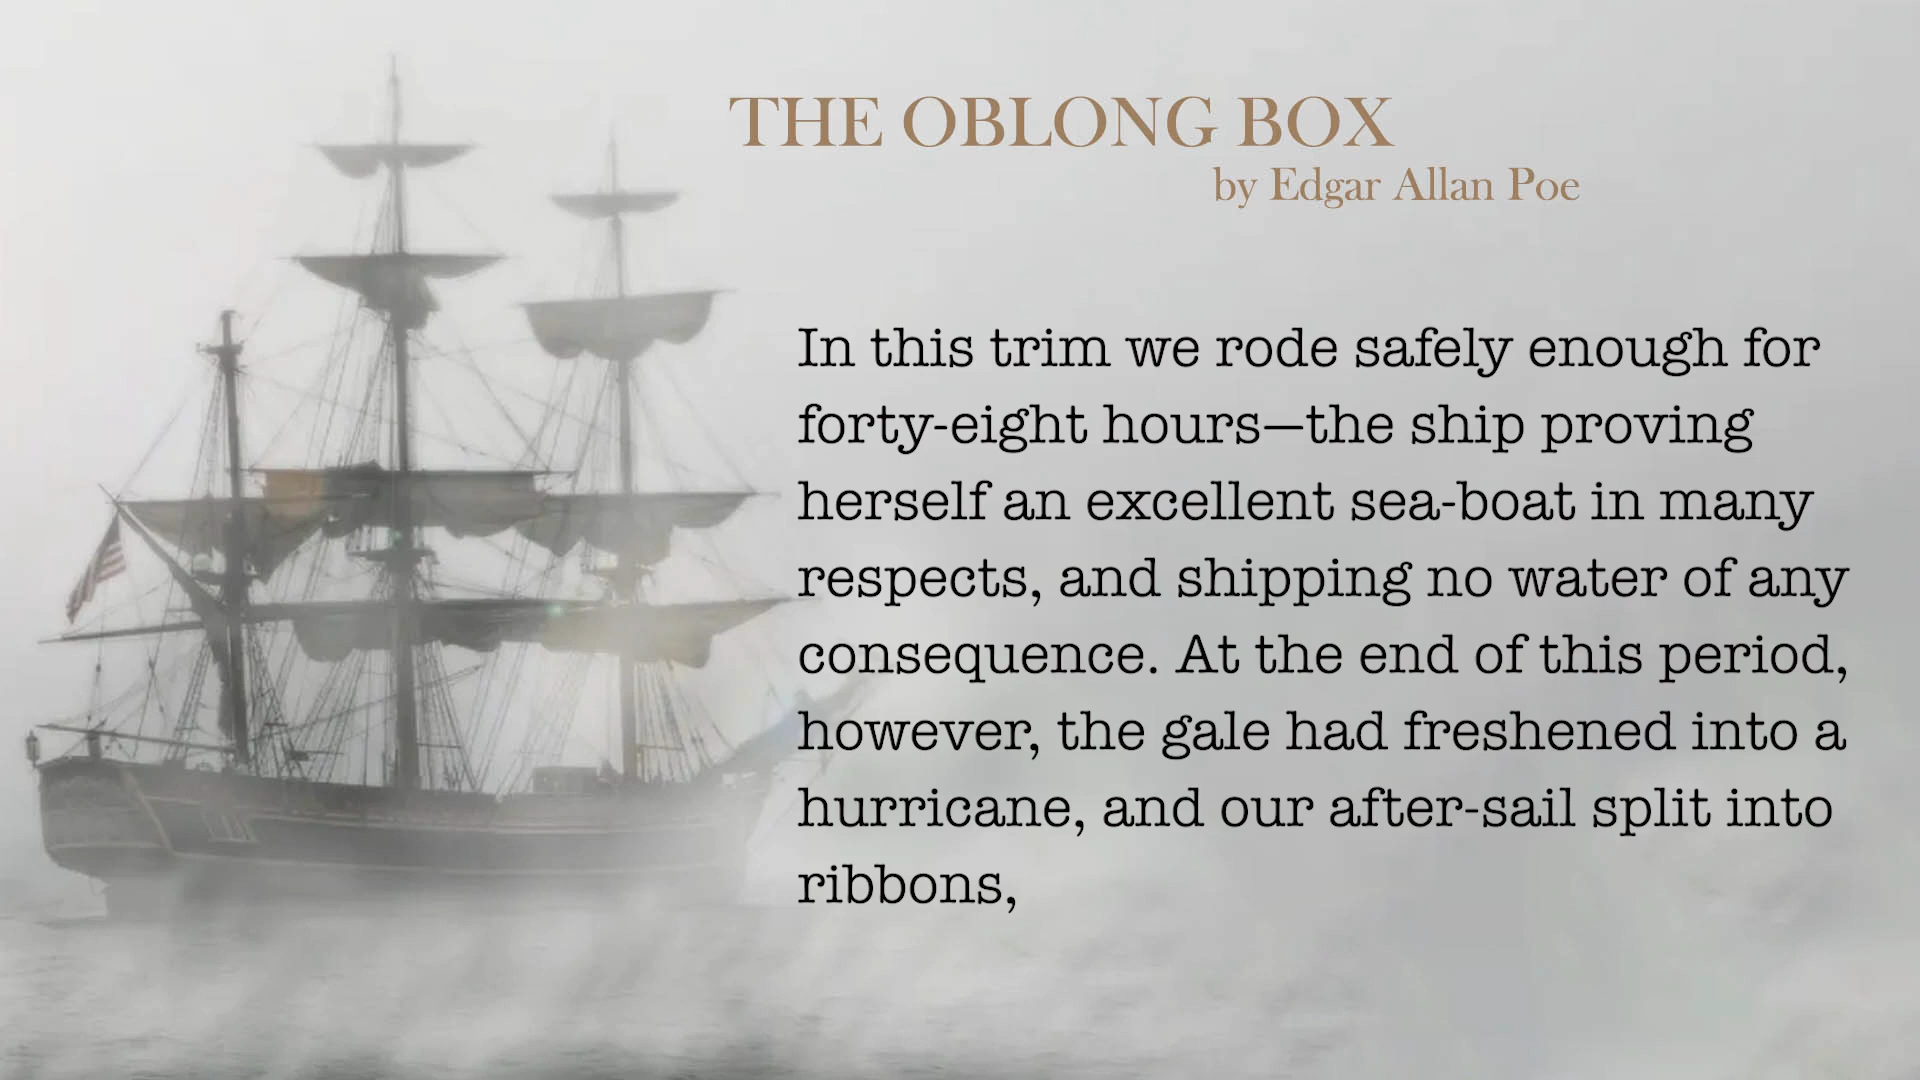 THE OBLONG BOX
by Edgar Allan Poe
In this trim we rode safely enough for
forty-eight hours—the ship proving
herself an excellent sea-boat in many
respects, and shipping no water of any
consequence. At the end of this period,
however, the gale had freshened into a
hurricane, and our after-sail split into
ribbons,